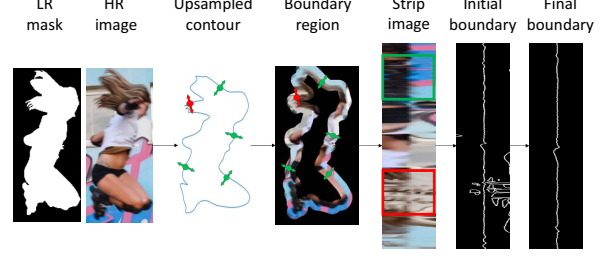 LR
mask
HR
image
Upsampled
contour
Boundary
region
Strip
image
Initial
boundary
Final
boundary